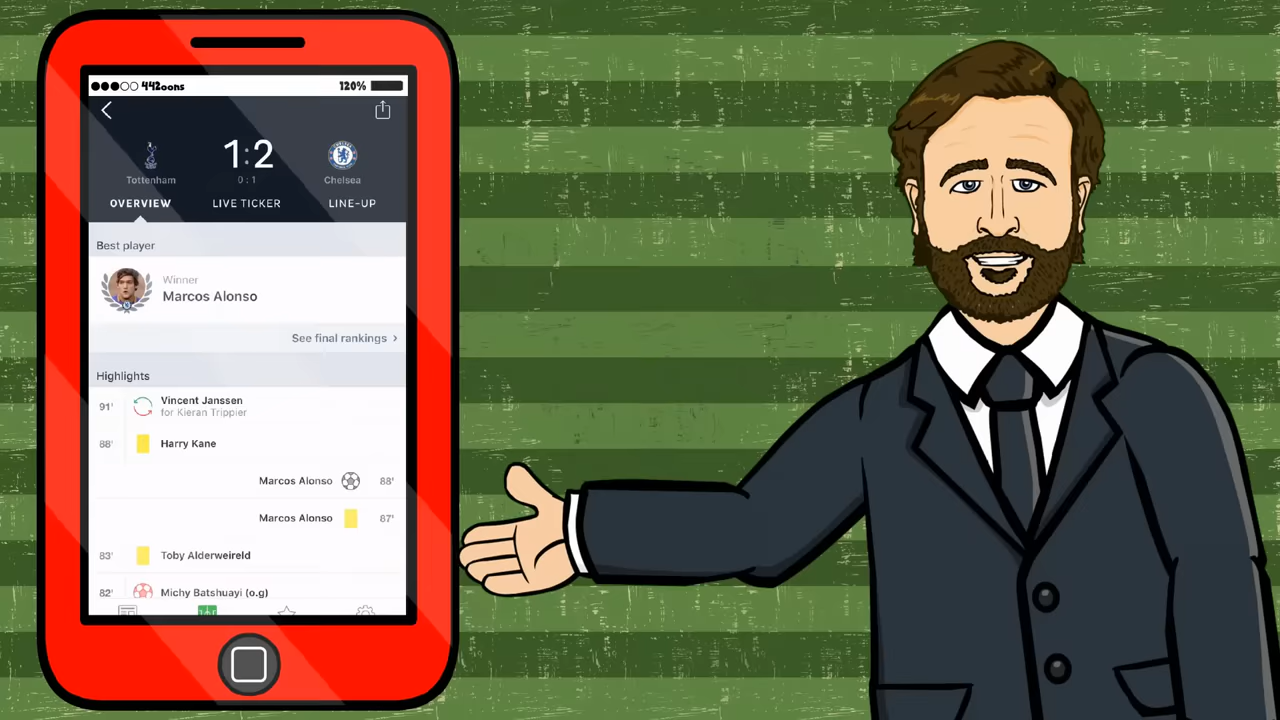 442oons
120%
1:2
Tottenham
0:1
Chelsea
OVERVIEW
LIVE TICKER
LINE-UP
Best player
Winner
Marcos Alonso
See final rankings ›
Highlights
91' Vincent Janssen
for Kieran Trippier
88' Harry Kane
Marcos Alonso 88'
Marcos Alonso 87'
83' Toby Alderweireld
82' Michy Batshuayi (o.g)